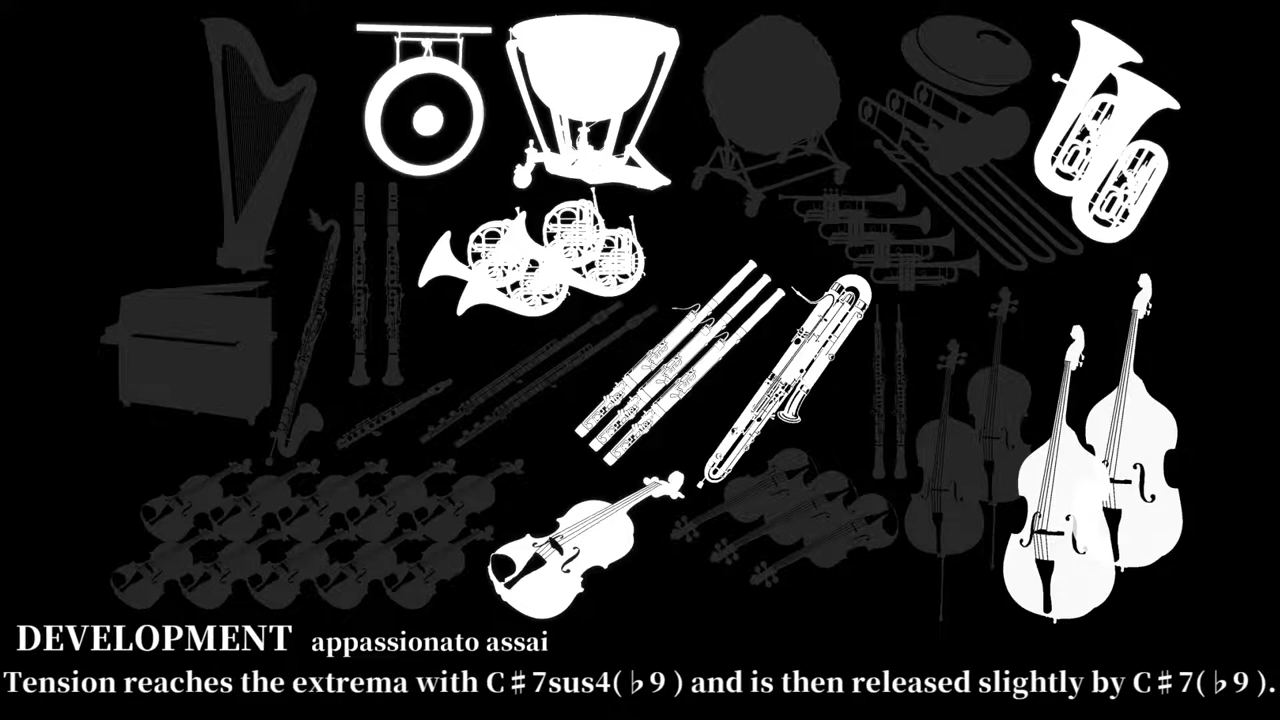 DEVELOPMENT appassionato assai
Tension reaches the extrema with C♯7sus4(♭9) and is then released slightly by C♯7(♭9).